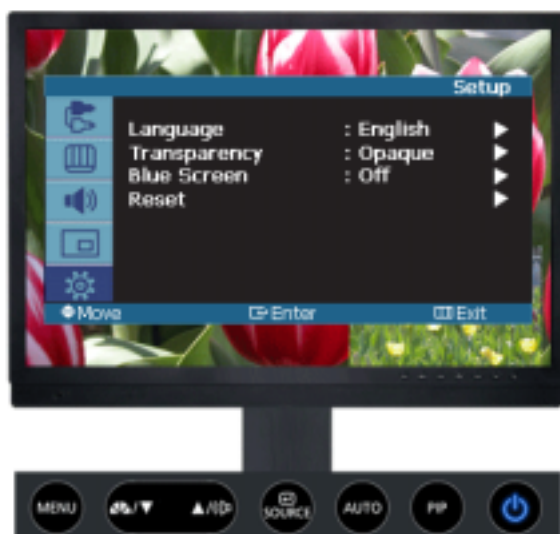 Setup
Language : English
Transparency : Opaque
Blue Screen : Off
Reset
Move Enter Exit
MENU SOURCE AUTO PIP